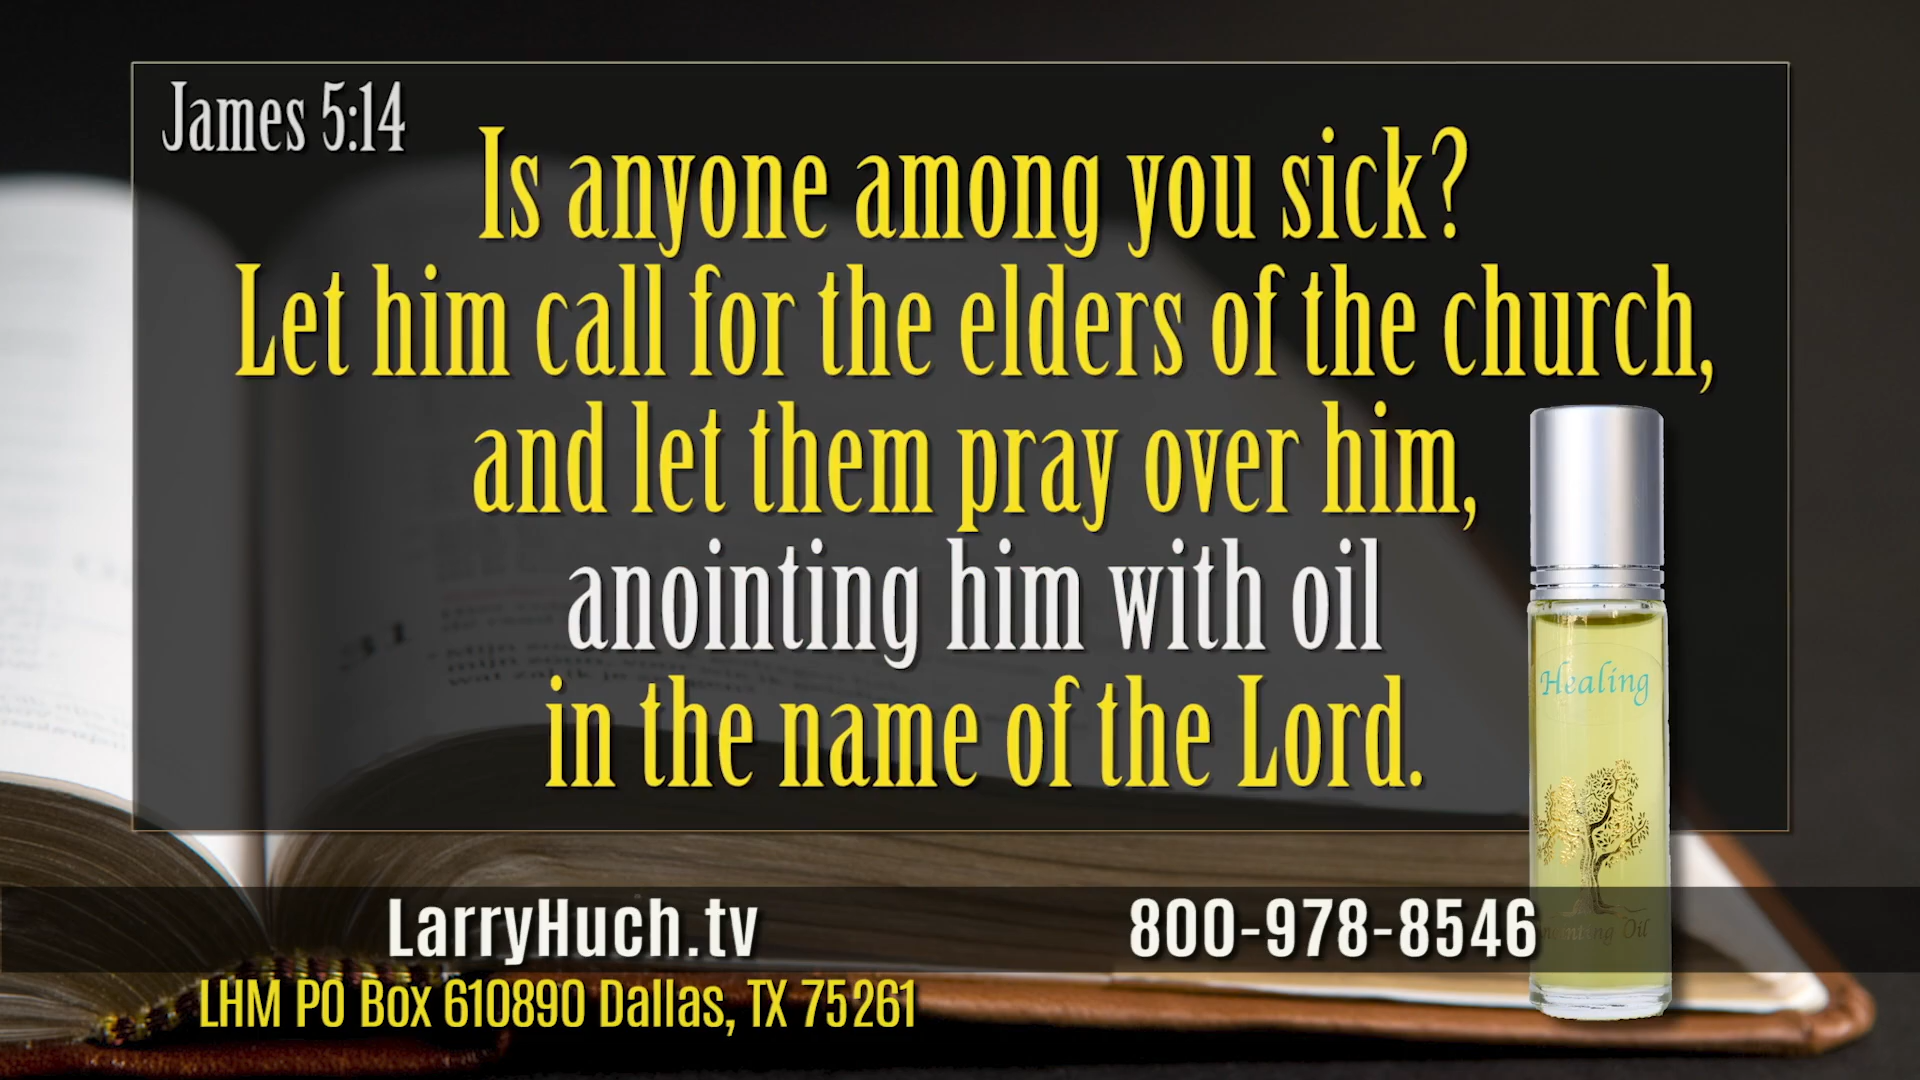 James 5:14
Is anyone among you sick?
Let him call for the elders of the church,
and let them pray over him,
anointing him with oil
in the name of the Lord.
Healing
Anointing Oil
LarryHuch.tv
800-978-8546
LHM PO Box 610890 Dallas, TX 75261